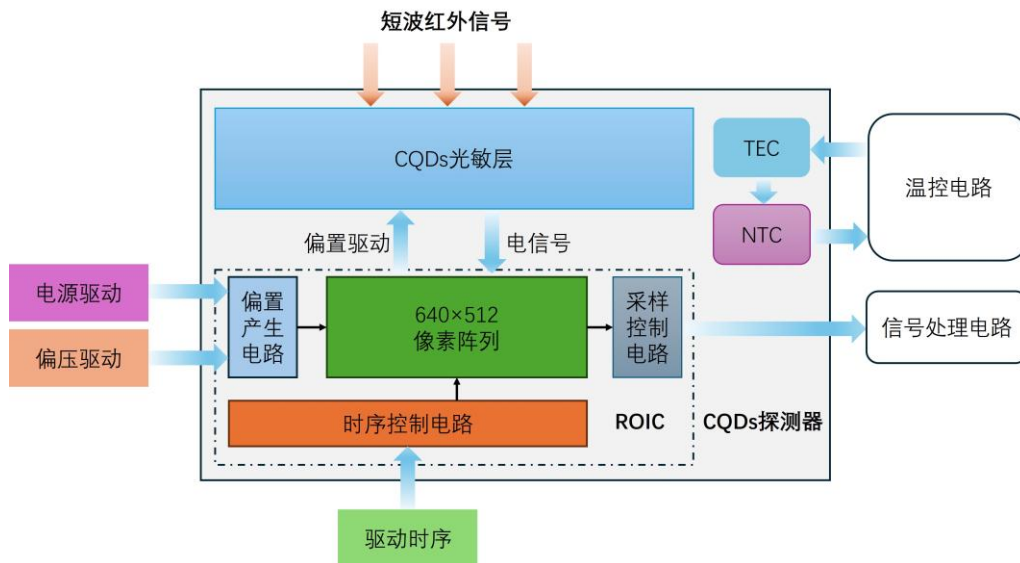 短波红外信号
CQDs光敏层
TEC
温控电路
NTC
偏置驱动
电信号
电源驱动
偏压驱动
偏置
产生
电路
640×512
像素阵列
采样
控制
电路
信号处理电路
时序控制电路
ROIC
CQDs探测器
驱动时序